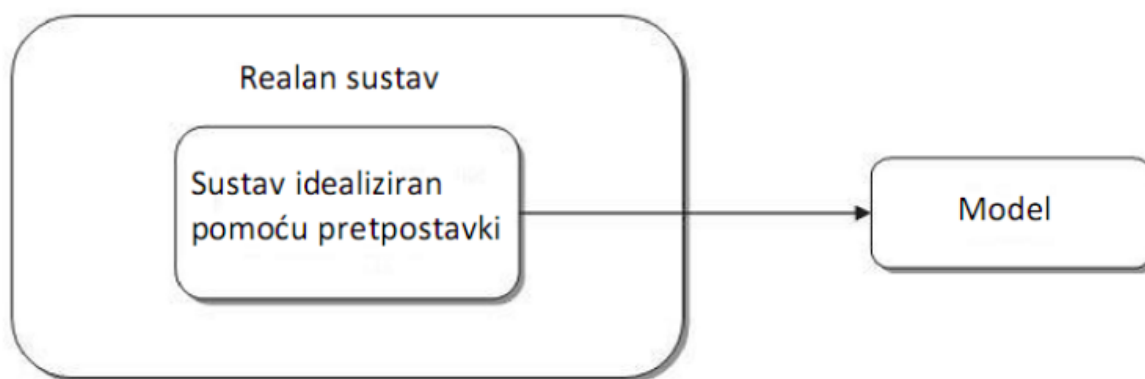 Realan sustav
Sustav idealiziran
pomoću pretpostavki
Model